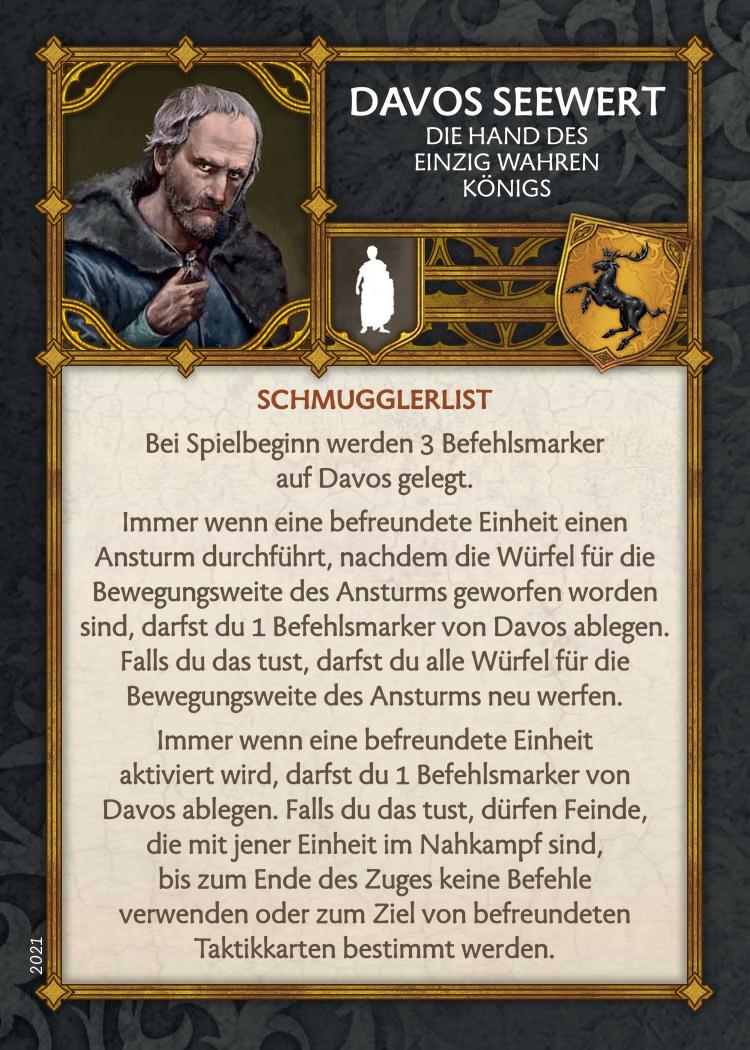 DAVOS SEEWERT
DIE HAND DES
EINZIG WAHREN
KÖNIGS
SCHMUGGLERLIST
Bei Spielbeginn werden 3 Befehlsmarker
auf Davos gelegt.
Immer wenn eine befreundete Einheit einen
Ansturm durchführt, nachdem die Würfel für die
Bewegungsweite des Ansturms geworfen worden
sind, darfst du 1 Befehlsmarker von Davos ablegen.
Falls du das tust, darfst du alle Würfel für die
Bewegungsweite des Ansturms neu werfen.
Immer wenn eine befreundete Einheit
aktiviert wird, darfst du 1 Befehlsmarker von
Davos ablegen. Falls du das tust, dürfen Feinde,
die mit jener Einheit im Nahkampf sind,
bis zum Ende des Zuges keine Befehle
verwenden oder zum Ziel von befreundeten
Taktikkarten bestimmt werden.
2021